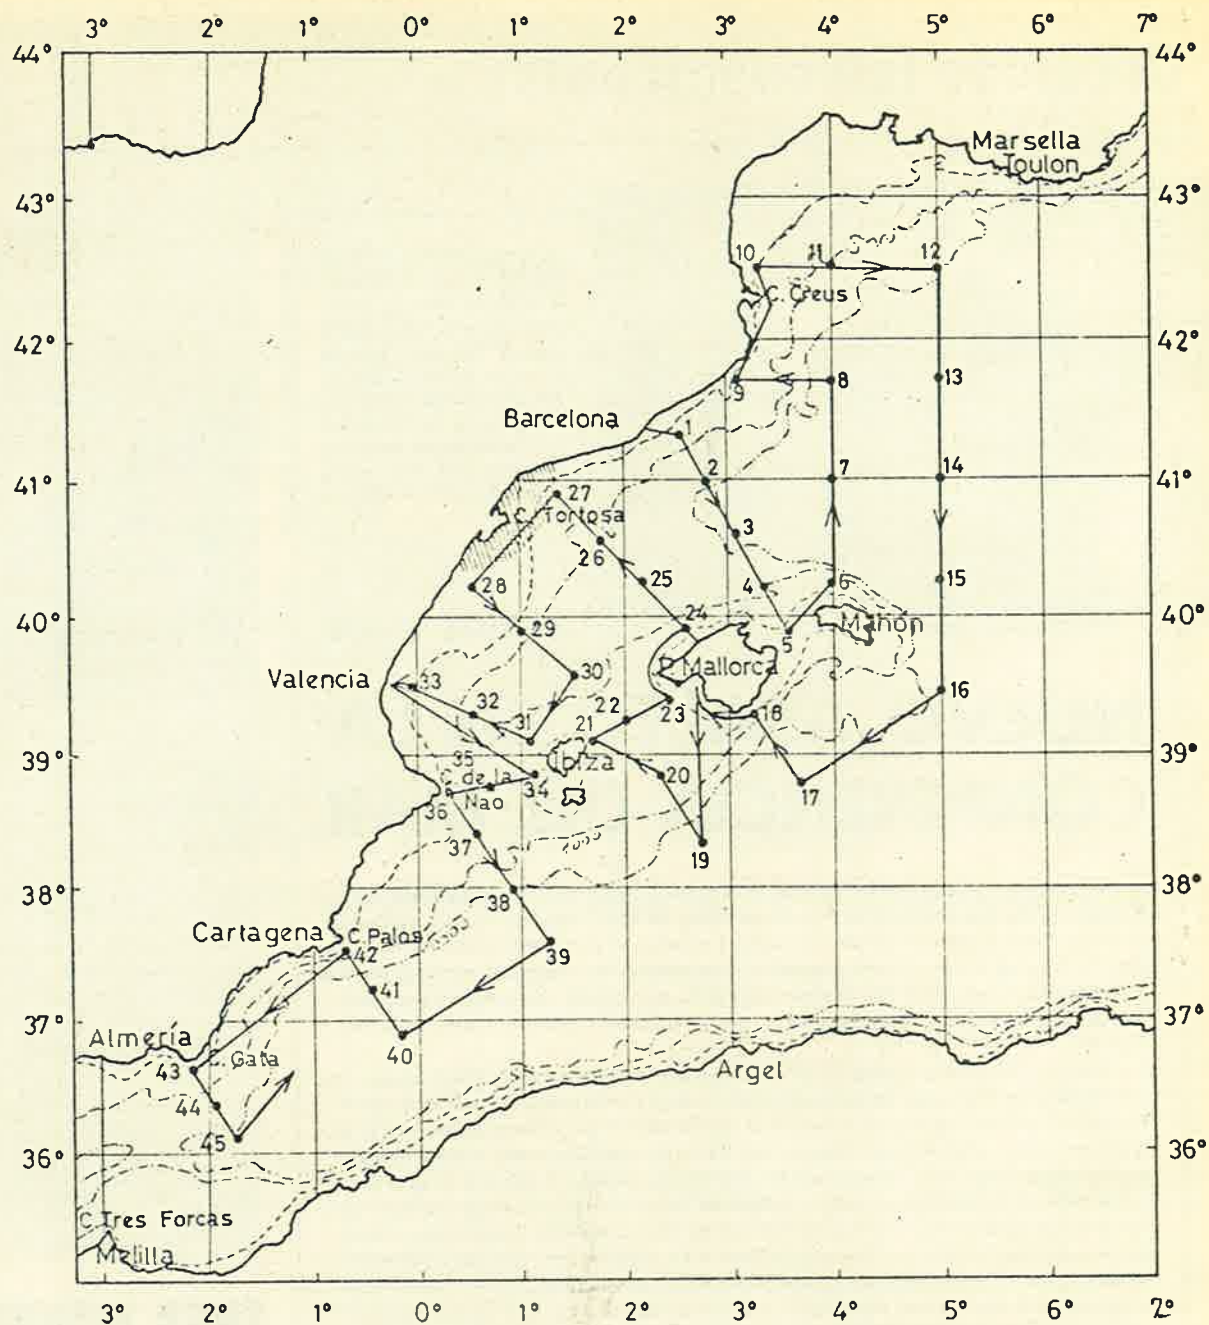 3° 2° 1° 0° 1° 2° 3° 4° 5° 6° 7°
44° 44°
Marsella
Toulon
43° 43°
10 11 12
C. Creus
42° 42°
9 8 13
Barcelona 1
2 7 14
41° 41°
27
C. Tortosa 3
26
28 25 4 6 15
24
40° 29 5 Mahón 40°
Valencia 33 30 P. Mallorca 16
32 31 22 23 18
21
39° 35 Ibiza 20 39°
C. de la
Nao 34 17
36
37 19
38° 38 38°
Cartagena C. Palos
42 39
41
37° 37°
Almería 40
Gata Argel
43
44
45
36° 36°
C. Tres Forcas
Melilla
3° 2° 1° 0° 1° 2° 3° 4° 5° 6° 7°